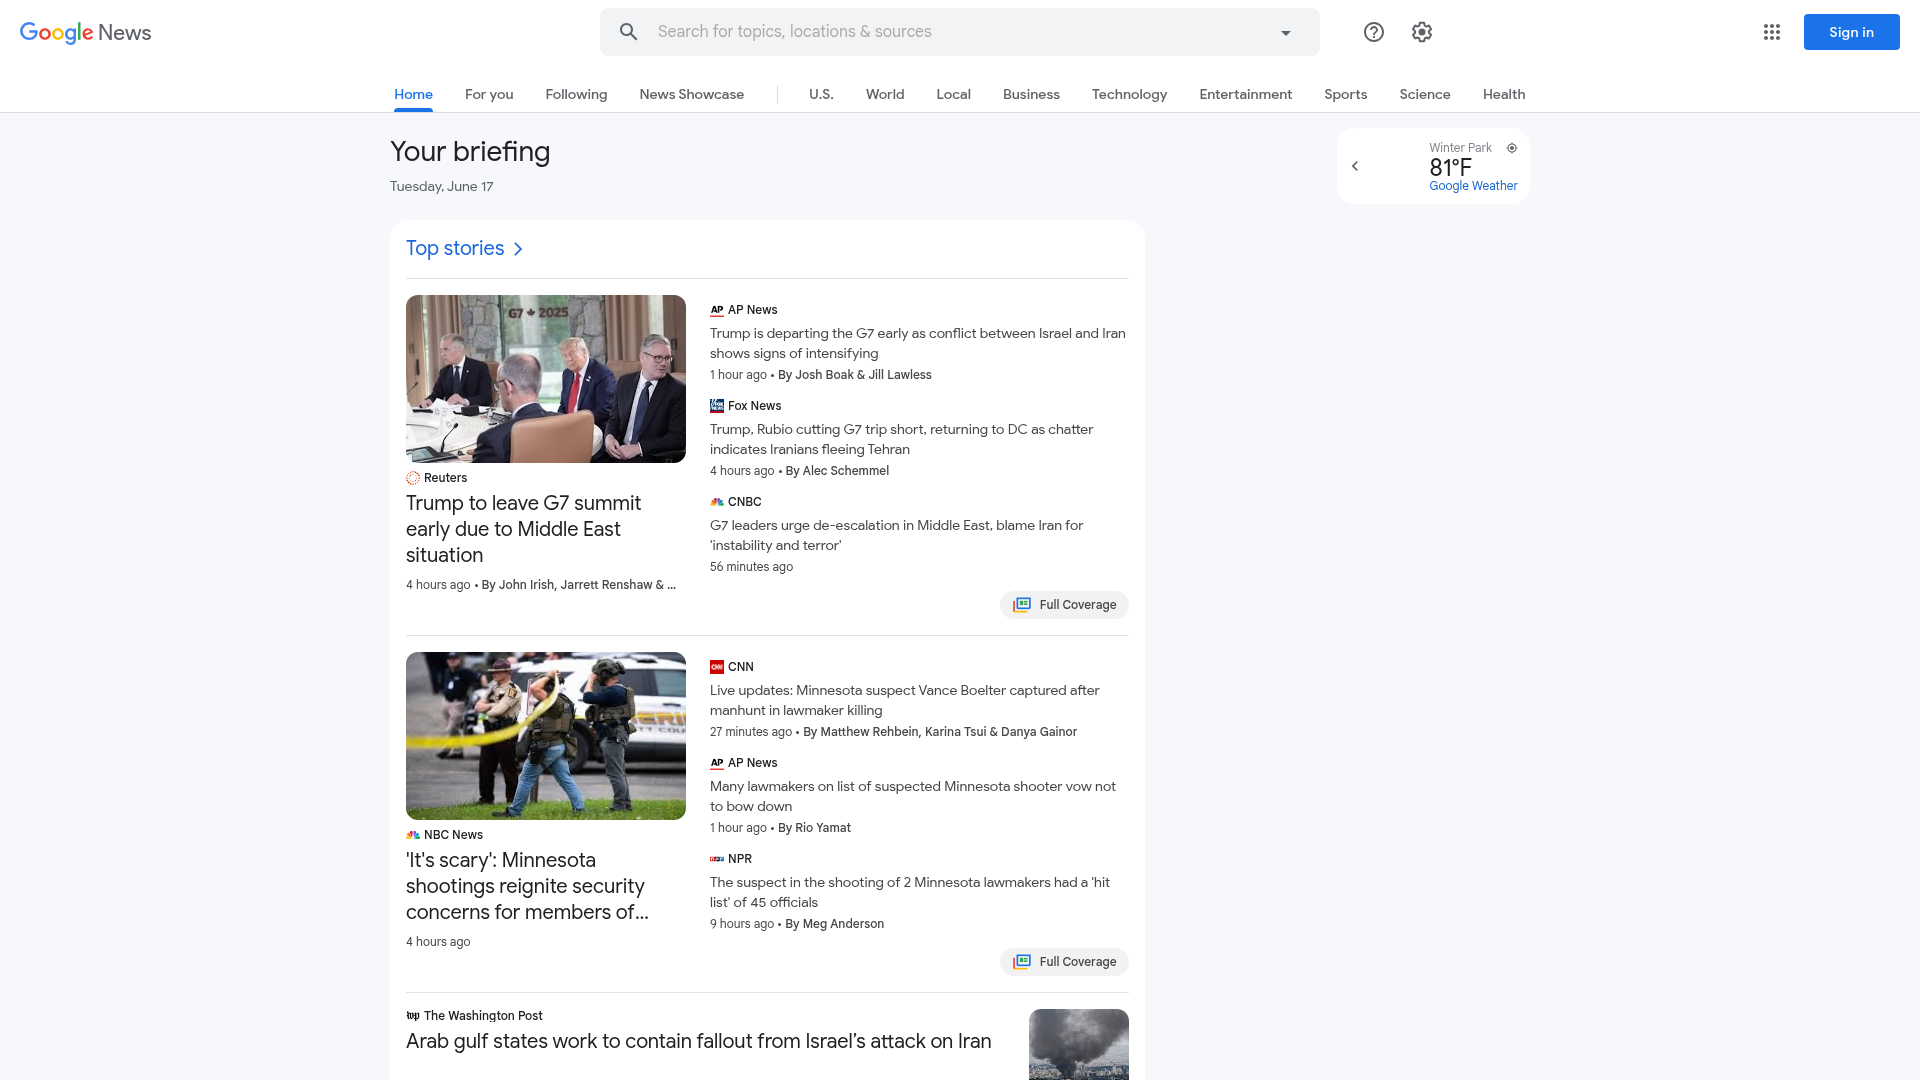 Google News
Search for topics, locations & sources
Sign in
Home
For you
Following
News Showcase
U.S.
World
Local
Business
Technology
Entertainment
Sports
Science
Health
Your briefing
Tuesday, June 17
Winter Park
81°F
Google Weather
Top stories
G7 2025
Reuters
Trump to leave G7 summit
early due to Middle East
situation
4 hours ago • By John Irish, Jarrett Renshaw & ...
AP News
Trump is departing the G7 early as conflict between Israel and Iran
shows signs of intensifying
1 hour ago • By Josh Boak & Jill Lawless
Fox News
Trump, Rubio cutting G7 trip short, returning to DC as chatter
indicates Iranians fleeing Tehran
4 hours ago • By Alec Schemmel
CNBC
G7 leaders urge de-escalation in Middle East, blame Iran for
'instability and terror'
56 minutes ago
Full Coverage
NBC News
'It's scary': Minnesota
shootings reignite security
concerns for members of...
4 hours ago
CNN
Live updates: Minnesota suspect Vance Boelter captured after
manhunt in lawmaker killing
27 minutes ago • By Matthew Rehbein, Karina Tsui & Danya Gainor
AP News
Many lawmakers on list of suspected Minnesota shooter vow not
to bow down
1 hour ago • By Rio Yamat
NPR
The suspect in the shooting of 2 Minnesota lawmakers had a 'hit
list' of 45 officials
9 hours ago • By Meg Anderson
Full Coverage
The Washington Post
Arab gulf states work to contain fallout from Israel’s attack on Iran